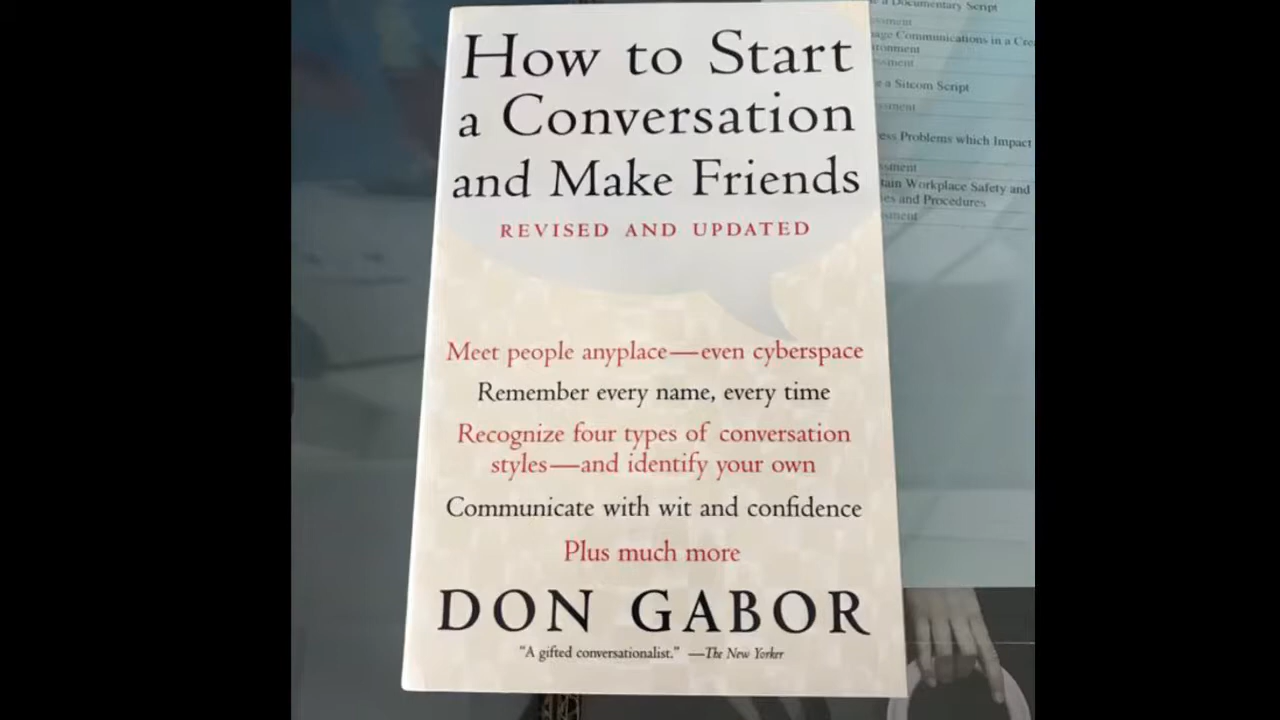 How to Start
a Conversation
and Make Friends
REVISED AND UPDATED
Meet people anyplace—even cyberspace
Remember every name, every time
Recognize four types of conversation
styles—and identify your own
Communicate with wit and confidence
Plus much more
DON GABOR
"A gifted conversationalist." —The New Yorker
a Documentary Script
Communications in a
a Sitcom Script
Problems which Impact
Workplace Safety and
and Procedures